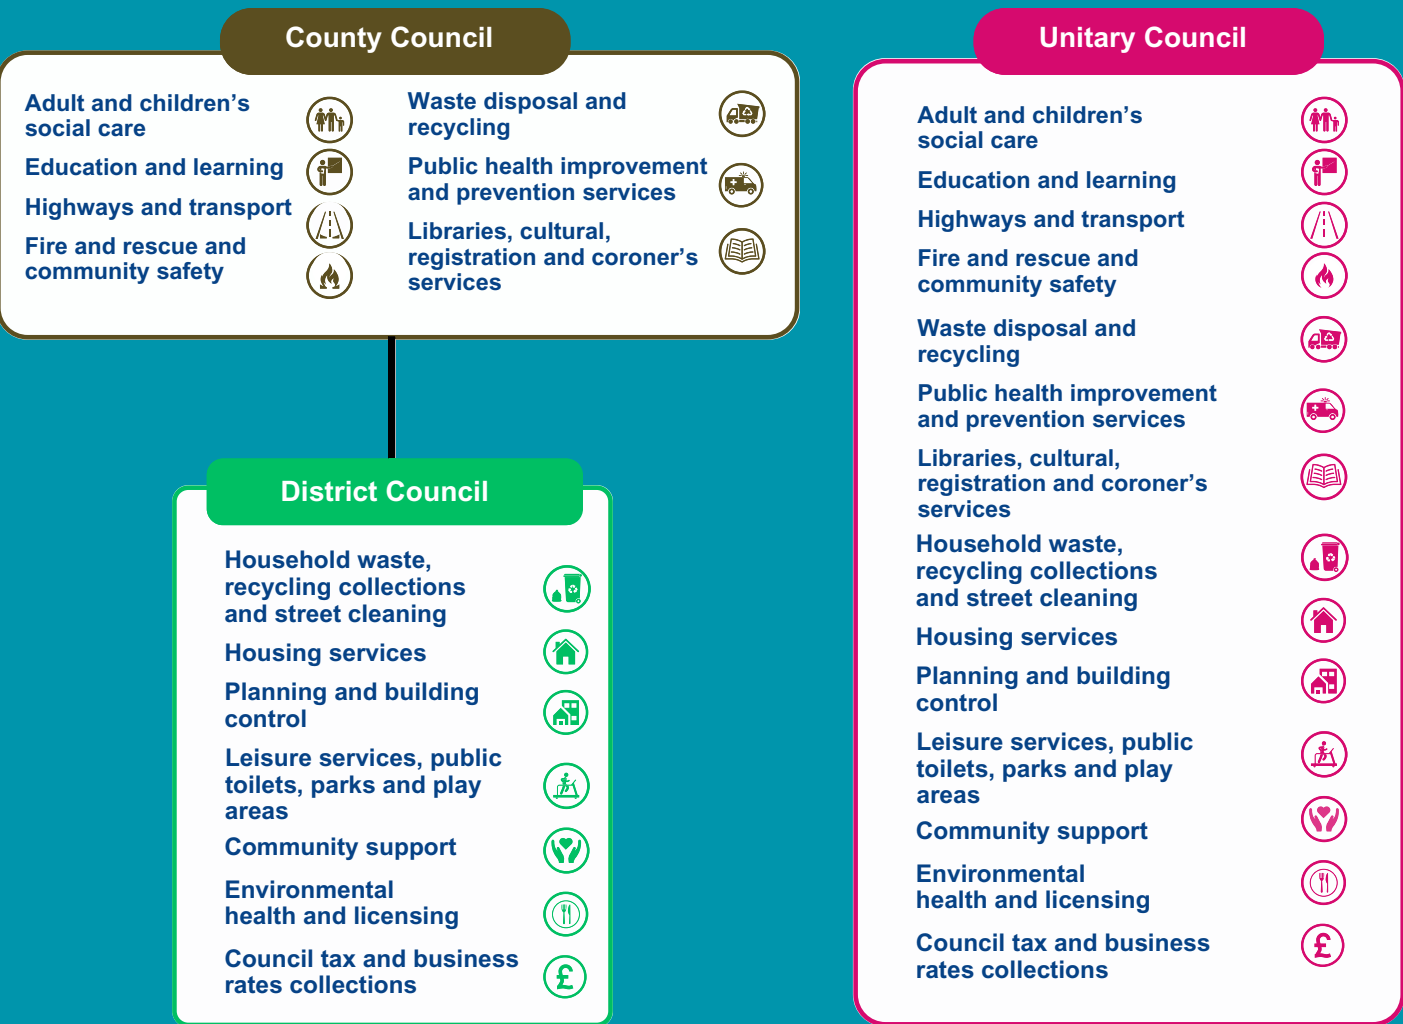 County Council
Adult and children’s
social care
Education and learning
Highways and transport
Fire and rescue and
community safety
Waste disposal and
recycling
Public health improvement
and prevention services
Libraries, cultural,
registration and coroner’s
services
District Council
Household waste,
recycling collections
and street cleaning
Housing services
Planning and building
control
Leisure services, public
toilets, parks and play
areas
Community support
Environmental
health and licensing
Council tax and business
rates collections
£
Unitary Council
Adult and children’s
social care
Education and learning
Highways and transport
Fire and rescue and
community safety
Waste disposal and
recycling
Public health improvement
and prevention services
Libraries, cultural,
registration and coroner’s
services
Household waste,
recycling collections
and street cleaning
Housing services
Planning and building
control
Leisure services, public
toilets, parks and play
areas
Community support
Environmental
health and licensing
Council tax and business
rates collections
£